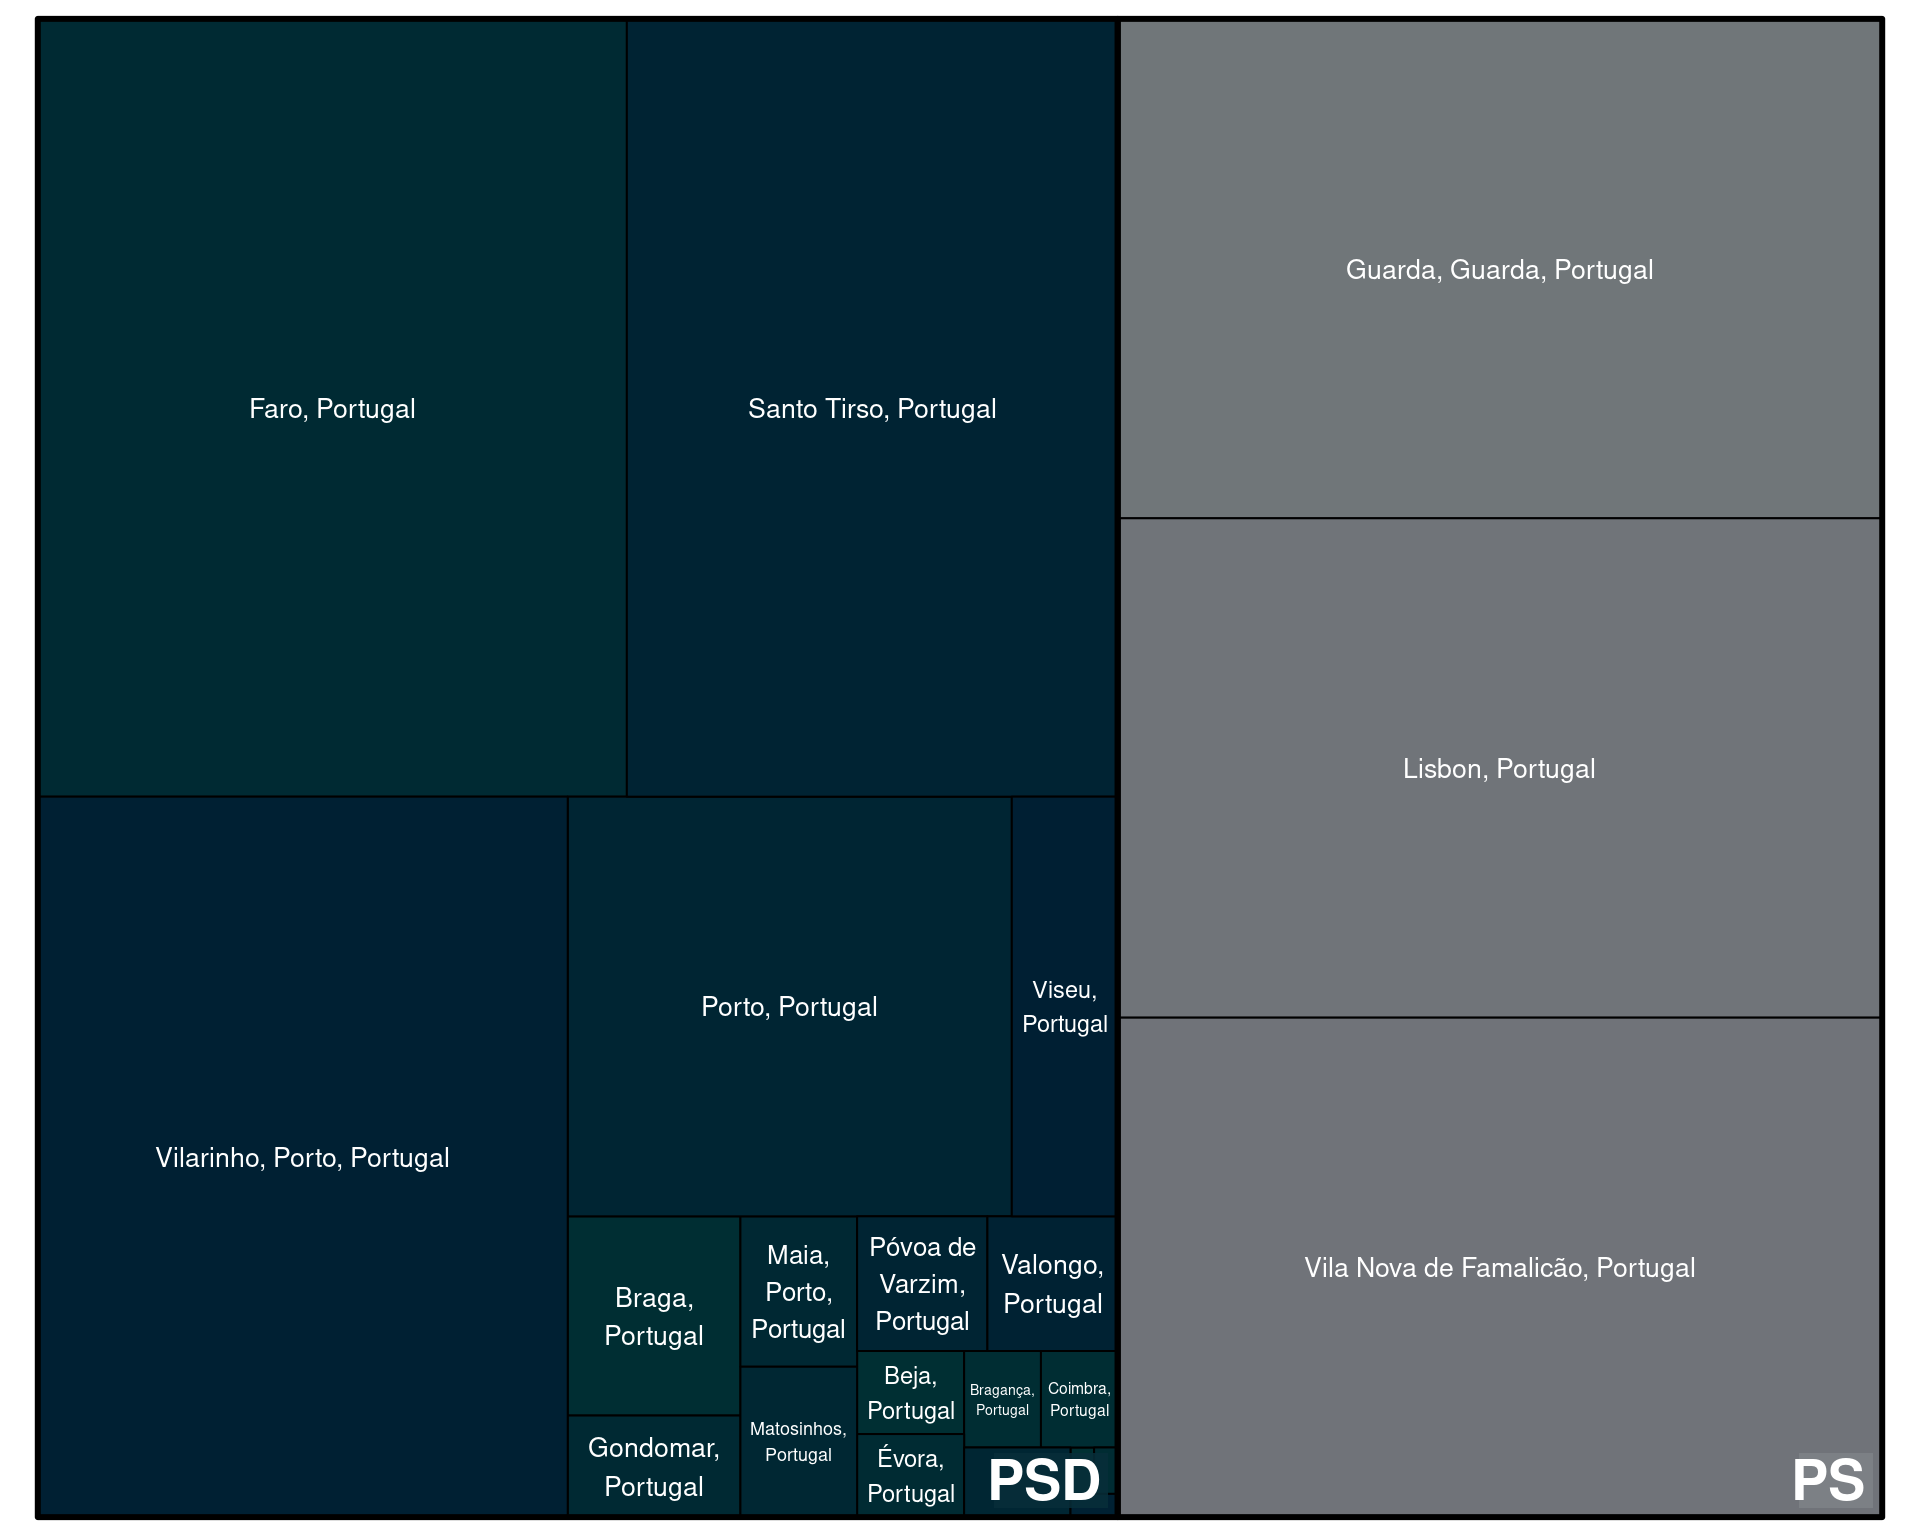 Faro, Portugal
Santo Tirso, Portugal
Guarda, Guarda, Portugal
Lisbon, Portugal
Vila Nova de Famalicão, Portugal
Vilarinho, Porto, Portugal
Porto, Portugal
Viseu,
Portugal
Braga,
Portugal
Maia,
Porto,
Portugal
Póvoa de
Varzim,
Portugal
Valongo,
Portugal
Gondomar,
Portugal
Matosinhos,
Portugal
Beja,
Portugal
Bragança,
Portugal
Coimbra,
Portugal
Évora,
Portugal
PSD
PS